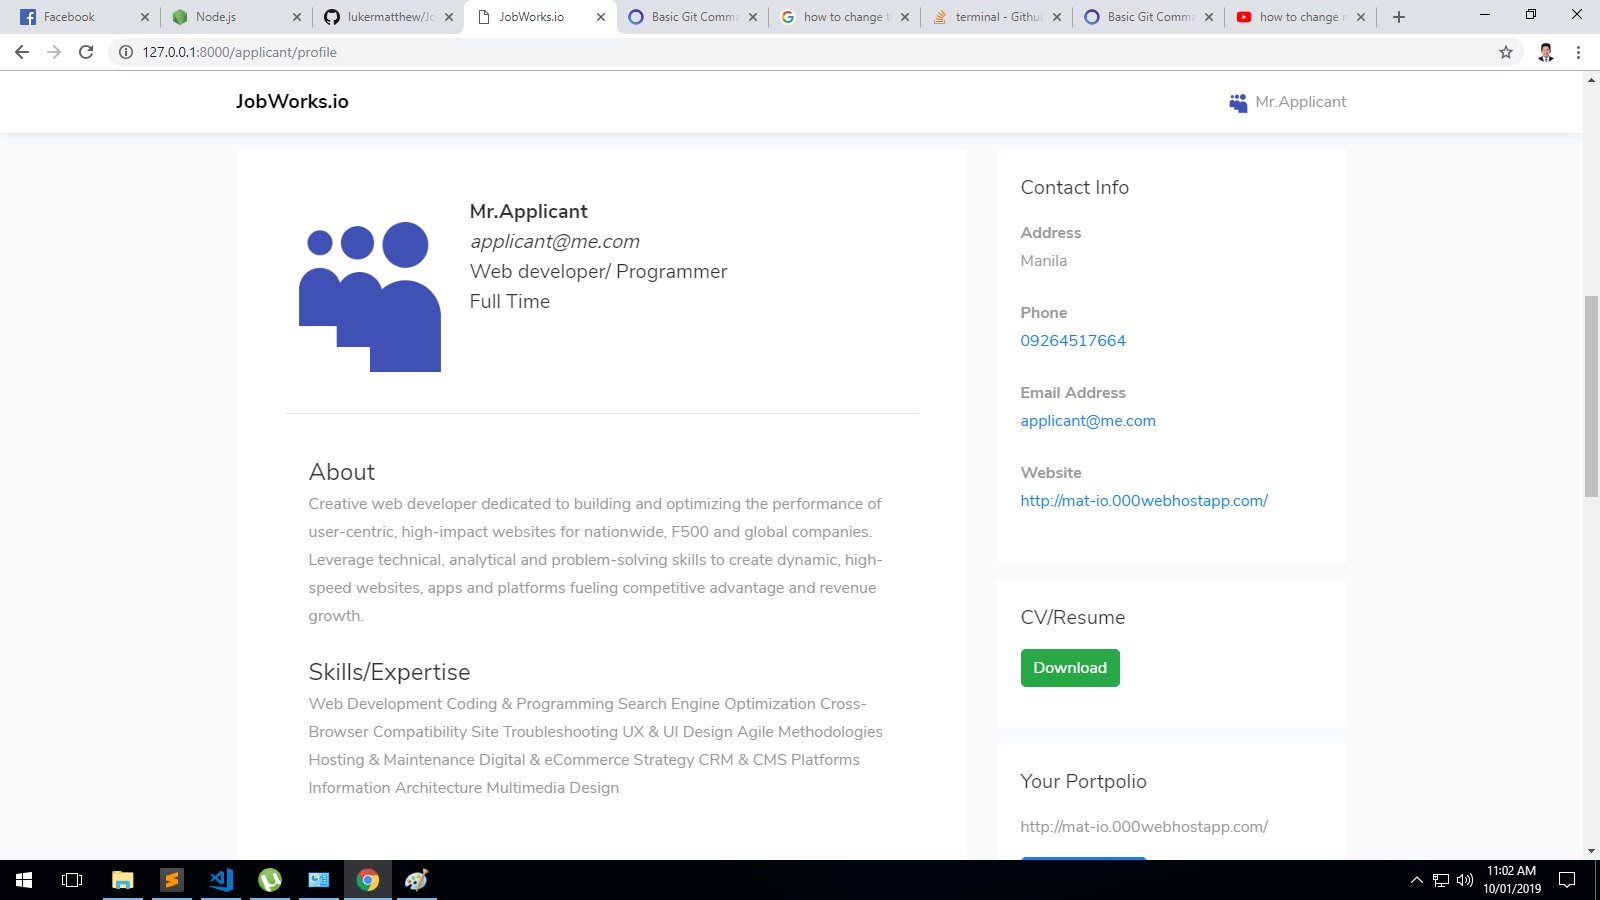 Facebook
Node.js
lukermatthew/Jo
JobWorks.io
Basic Git Comma
how to change t
terminal - Github
Basic Git Comma
how to change n
127.0.0.1:8000/applicant/profile
JobWorks.io
Mr.Applicant
Mr.Applicant
applicant@me.com
Web developer/ Programmer
Full Time
About
Creative web developer dedicated to building and optimizing the performance of
user-centric, high-impact websites for nationwide, F500 and global companies.
Leverage technical, analytical and problem-solving skills to create dynamic, high-
speed websites, apps and platforms fueling competitive advantage and revenue
growth.
Skills/Expertise
Web Development Coding & Programming Search Engine Optimization Cross-
Browser Compatibility Site Troubleshooting UX & UI Design Agile Methodologies
Hosting & Maintenance Digital & eCommerce Strategy CRM & CMS Platforms
Information Architecture Multimedia Design
Contact Info
Address
Manila
Phone
09264517664
Email Address
applicant@me.com
Website
http://mat-io.000webhostapp.com/
CV/Resume
Download
Your Portpolio
http://mat-io.000webhostapp.com/
11:02 AM
10/01/2019